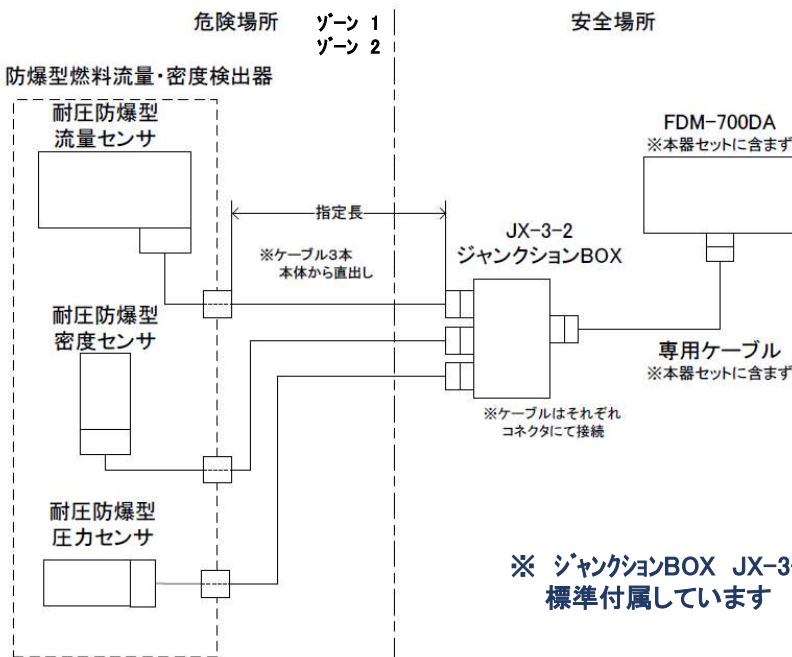 危険場所
ｿﾞｰﾝ 1
ｿﾞｰﾝ 2
安全場所
防爆型燃料流量・密度検出器
耐圧防爆型
流量センサ
FDM-700DA
※本器セットに含まず
指定長
※ケーブル3本
本体から直出し
JX-3-2
ジャンクションBOX
耐圧防爆型
密度センサ
専用ケーブル
※本器セットに含まず
※ケーブルはそれぞれ
コネクタにて接続
耐圧防爆型
圧力センサ
※ ｼﾞｬﾝｸｼｮﾝBOX JX-3-
標準付属しています